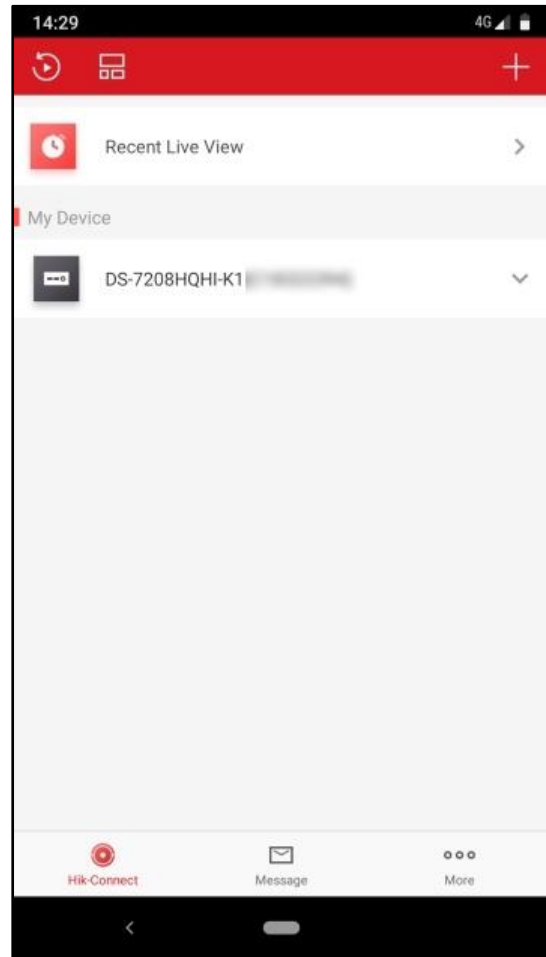 14:29 4G
Recent Live View
My Device
DS-7208HQHI-K1
Hik-Connect Message More